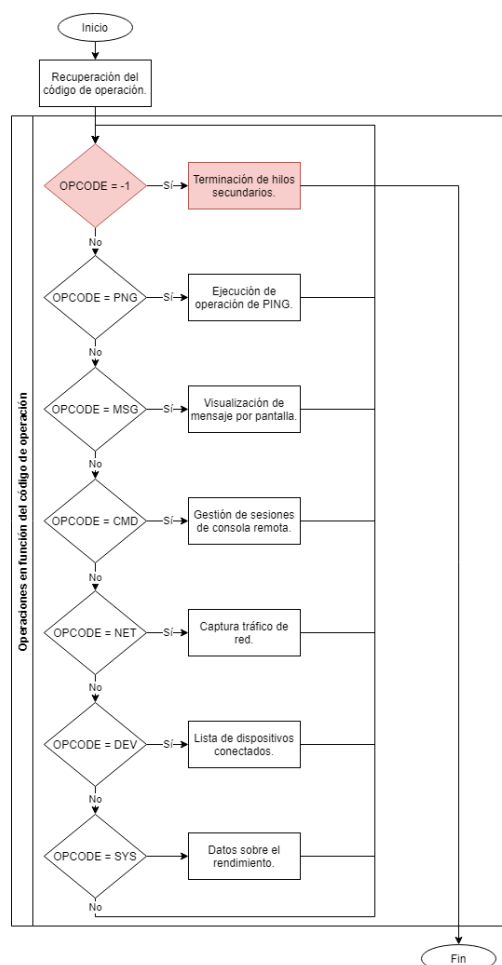 Inicio
Recuperación del
código de operación.
Operaciones en función del código de operación
OPCODE = -1
Sí
Terminación de hilos
secundarios.
No
OPCODE = PNG
Sí
Ejecución de
operación de PING.
No
OPCODE = MSG
Sí
Visualización de
mensaje por pantalla.
No
OPCODE = CMD
Sí
Gestión de sesiones
de consola remota.
No
OPCODE = NET
Sí
Captura tráfico de
red.
No
OPCODE = DEV
Sí
Lista de dispositivos
conectados.
No
OPCODE = SYS
Datos sobre el
rendimiento.
No
Fin